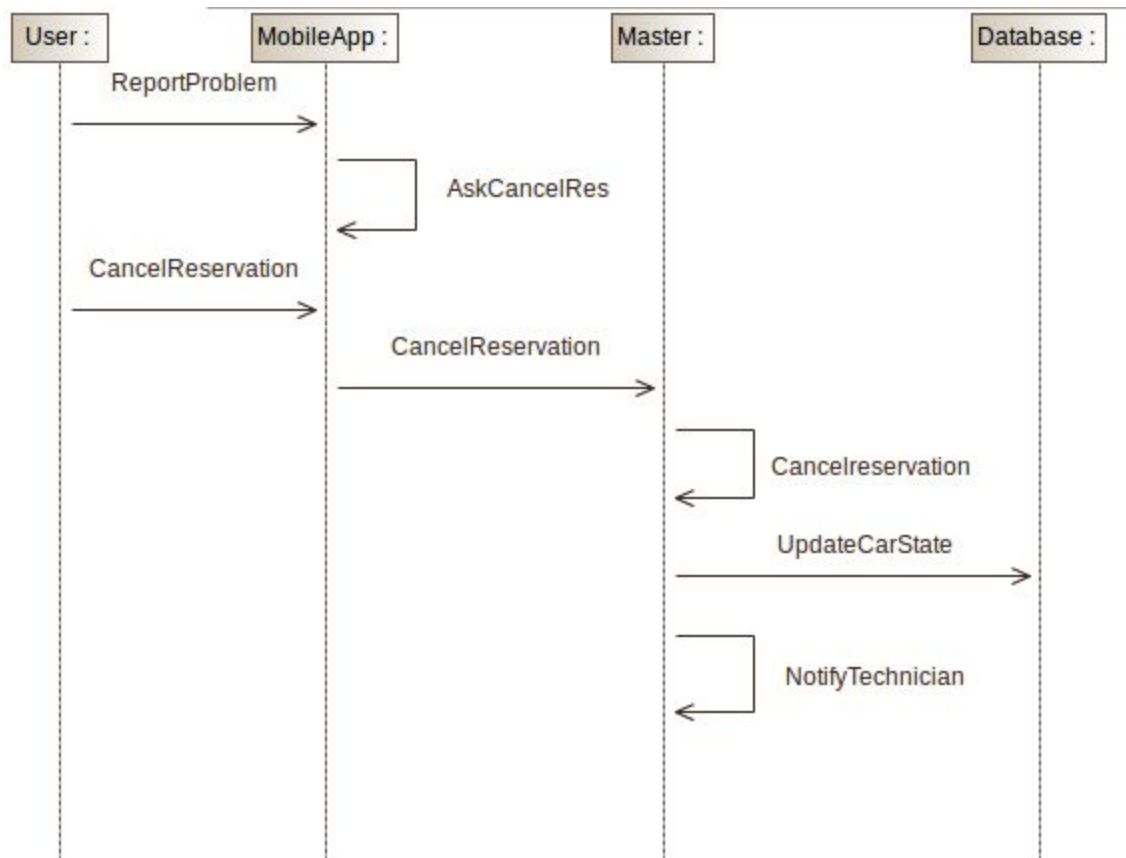 User :
MobileApp :
Master :
Database :
ReportProblem
AskCancelRes
CancelReservation
CancelReservation
Cancelreservation
UpdateCarState
NotifyTechnician